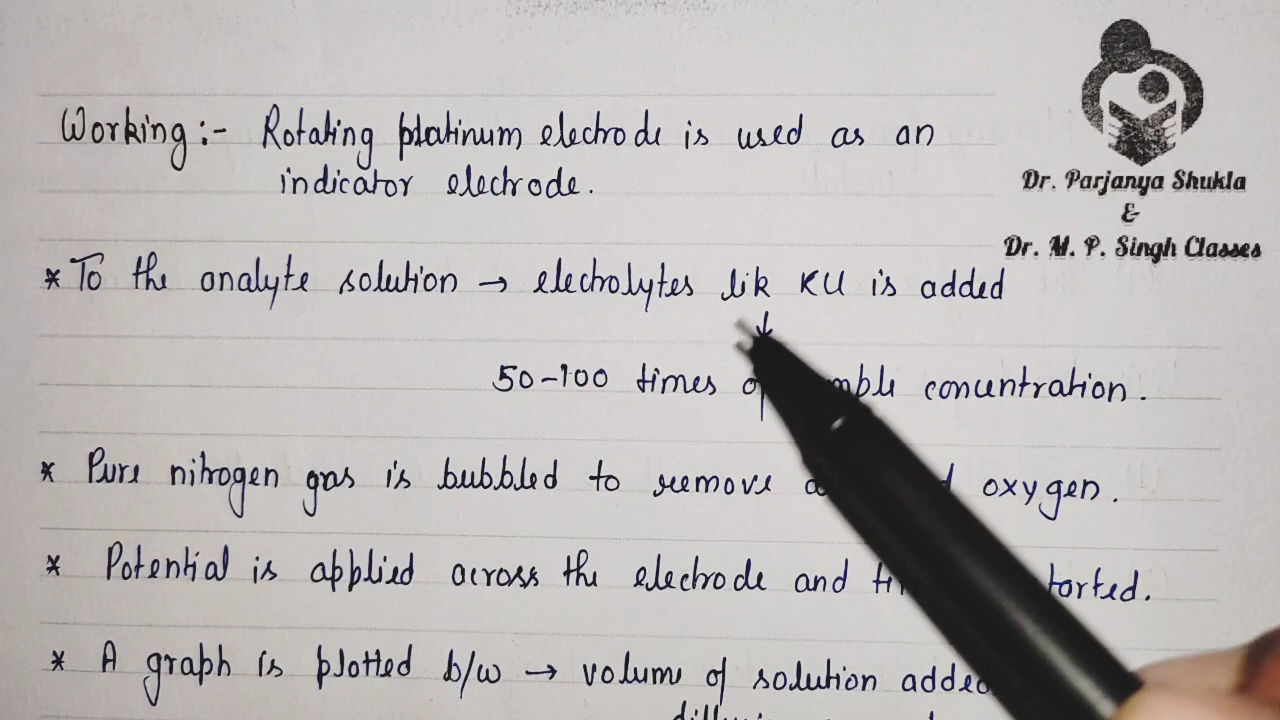 Working :- Rotating platinum electrode is used as an
indicator electrode.
Dr. Parjanya Shukla
&
Dr. M. P. Singh Classes
* To the analyte solution → electrolytes lik KCl is added
↓
50-100 times concentration.
* Pure nitrogen gas is bubbled to remove oxygen.
* Potential is applied across the electrode and
* A graph is plotted b/w → volume of solution added